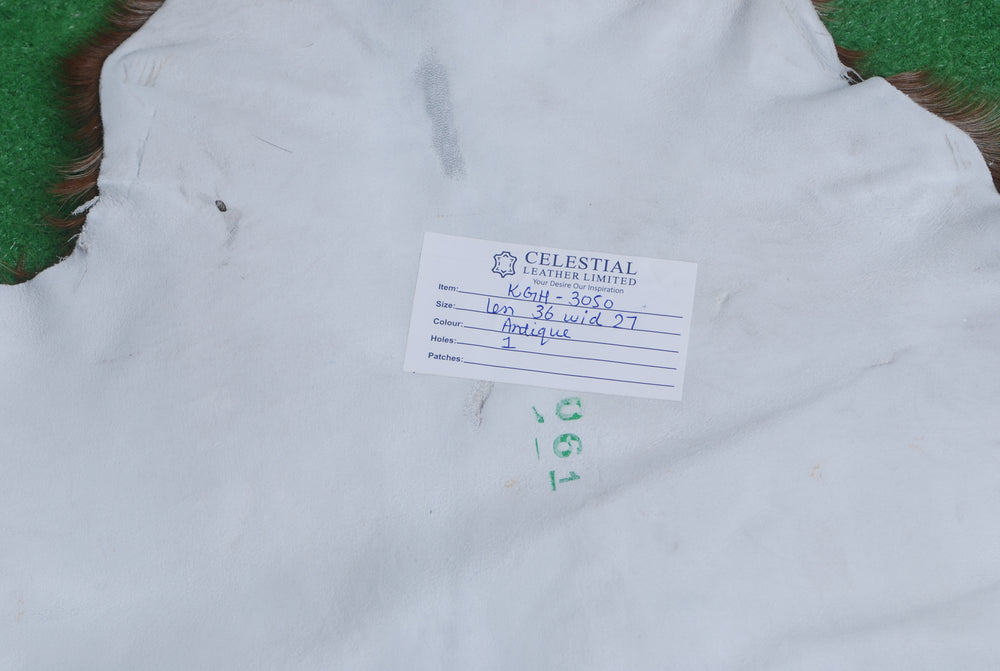 CELESTIAL
LEATHER LIMITED
Your Desire Our Inspiration
Item: KGH - 3050
Size: len 36 wid 27
Colour: Antique
Holes: 1
Patches:
061